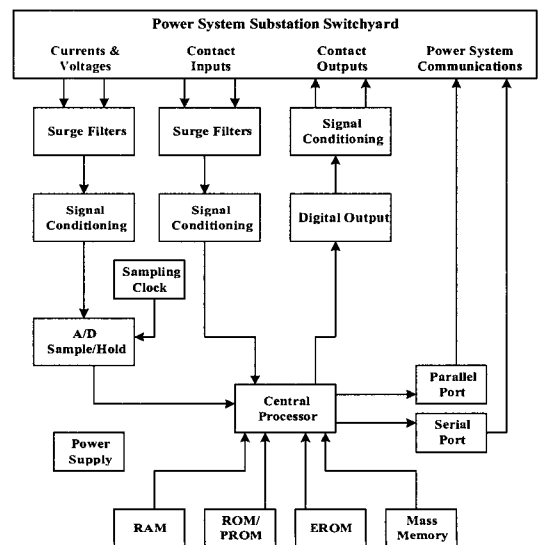 Power System Substation Switchyard
Currents &
Voltages
Contact
Inputs
Contact
Outputs
Power System
Communications
Surge Filters
Surge Filters
Signal
Conditioning
Signal
Conditioning
Signal
Conditioning
Digital Output
Sampling
Clock
A/D
Sample/Hold
Central
Processor
Parallel
Port
Serial
Port
Power
Supply
RAM
ROM/
PROM
EROM
Mass
Memory